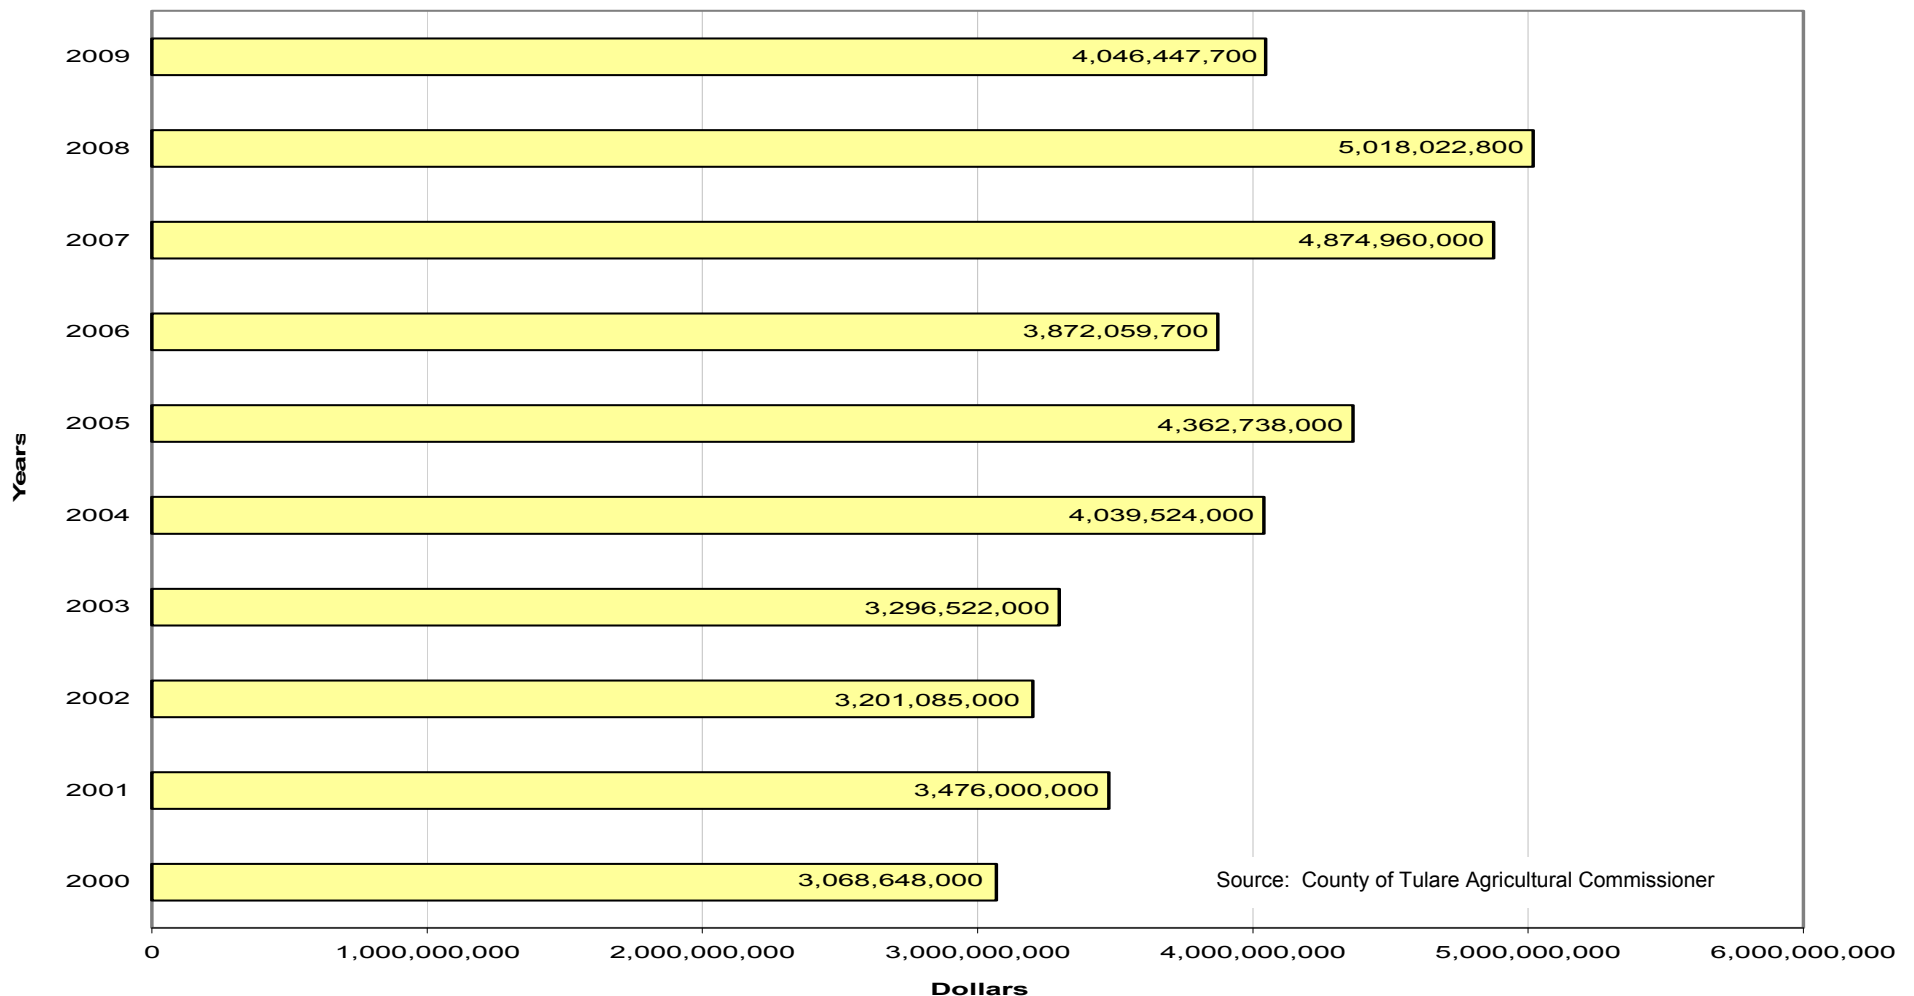 2009 4,046,447,700
2008 5,018,022,800
2007 4,874,960,000
2006 3,872,059,700
2005 4,362,738,000
Years
2004 4,039,524,000
2003 3,296,522,000
2002 3,201,085,000
2001 3,476,000,000
2000 3,068,648,000 Source: County of Tulare Agricultural Commissioner
0 1,000,000,000 2,000,000,000 3,000,000,000 4,000,000,000 5,000,000,000 6,000,000,000
Dollars